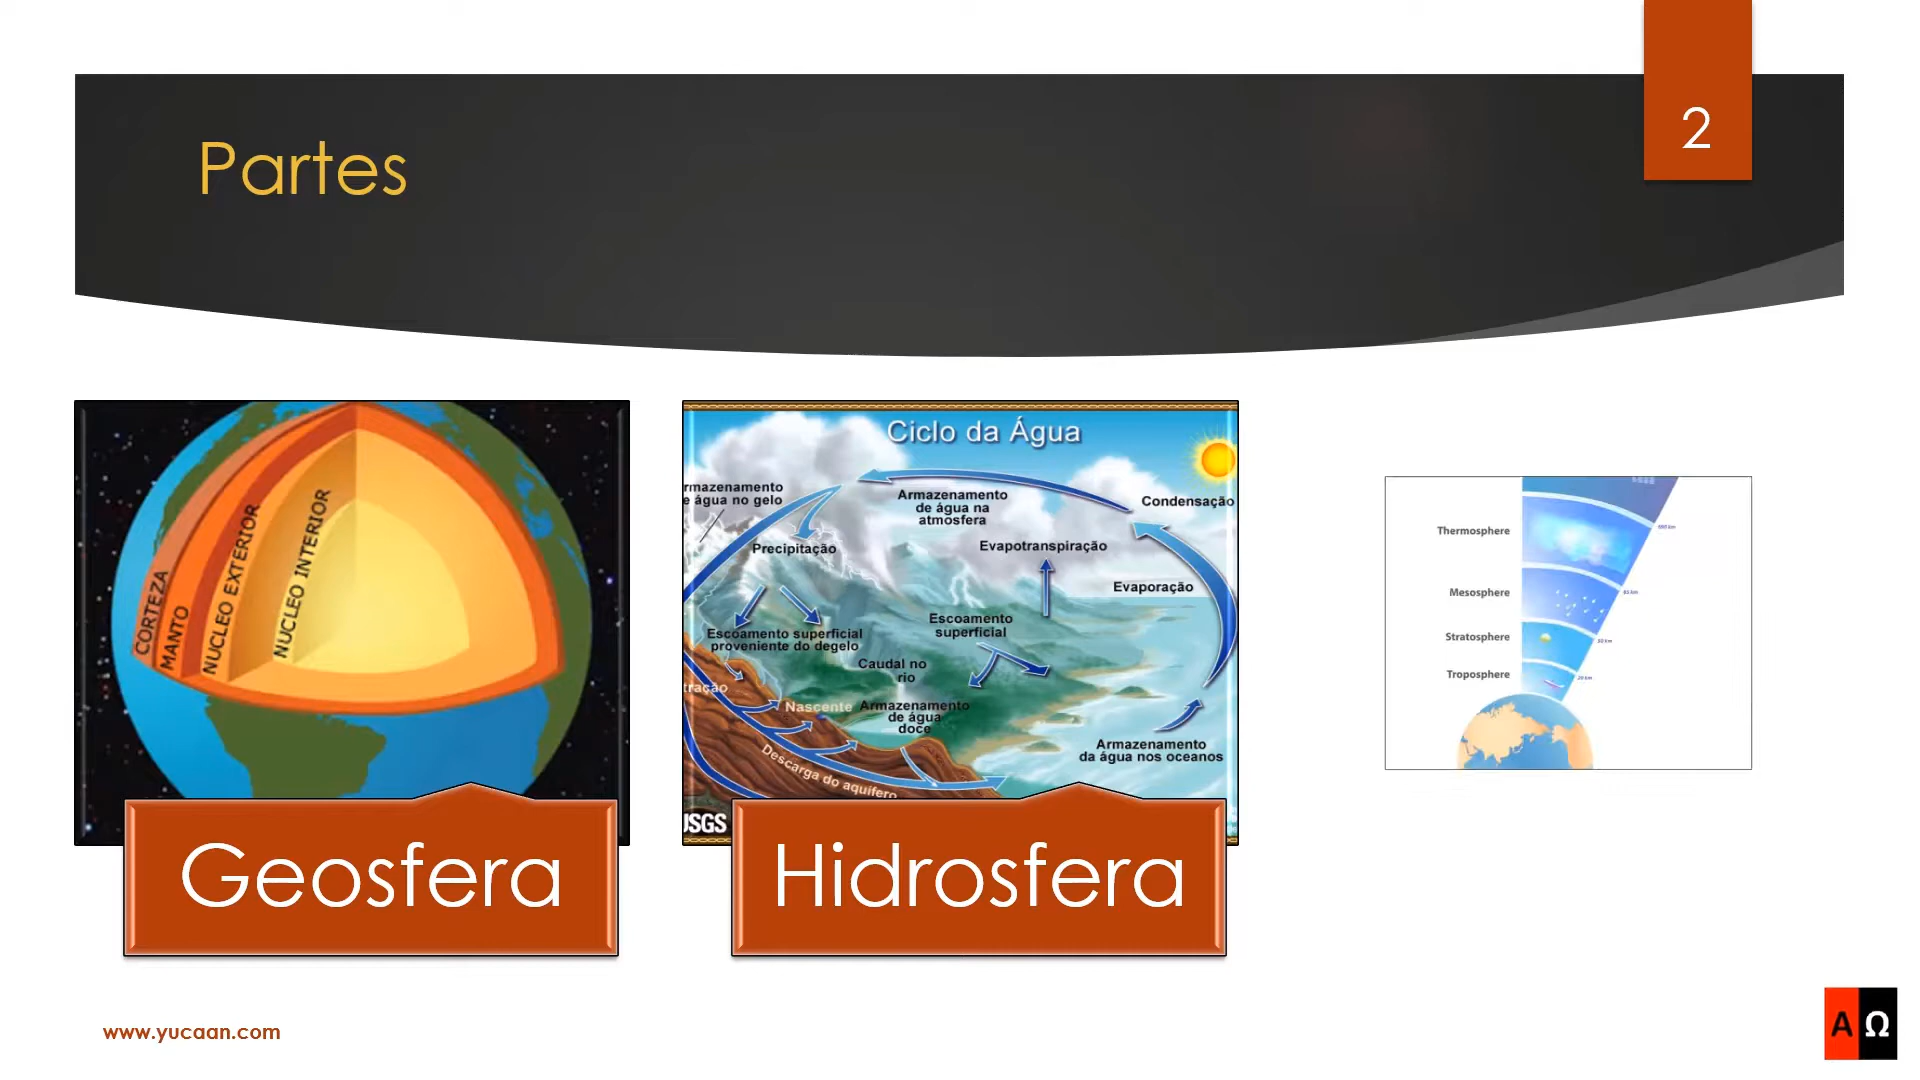 2
Partes
CORTEZA
MANTO
NUCLEO EXTERIOR
NUCLEO INTERIOR
Geosfera
Ciclo da Água
rmazenamento
e água no gelo
Armazenamento
de água na
atmosfera
Condensação
Precipitação
Evapotranspiração
Evaporação
Escoamento superficial
proveniente do degelo
Escoamento
superficial
Caudal no
rio
tração
Nascente
Armazenamento
de água
doce
Descarga do aquífero
Armazenamento
da água nos oceanos
USGS
Hidrosfera
Thermosphere
Mesosphere
Stratosphere
Troposphere
www.yucaan.com
A Ω